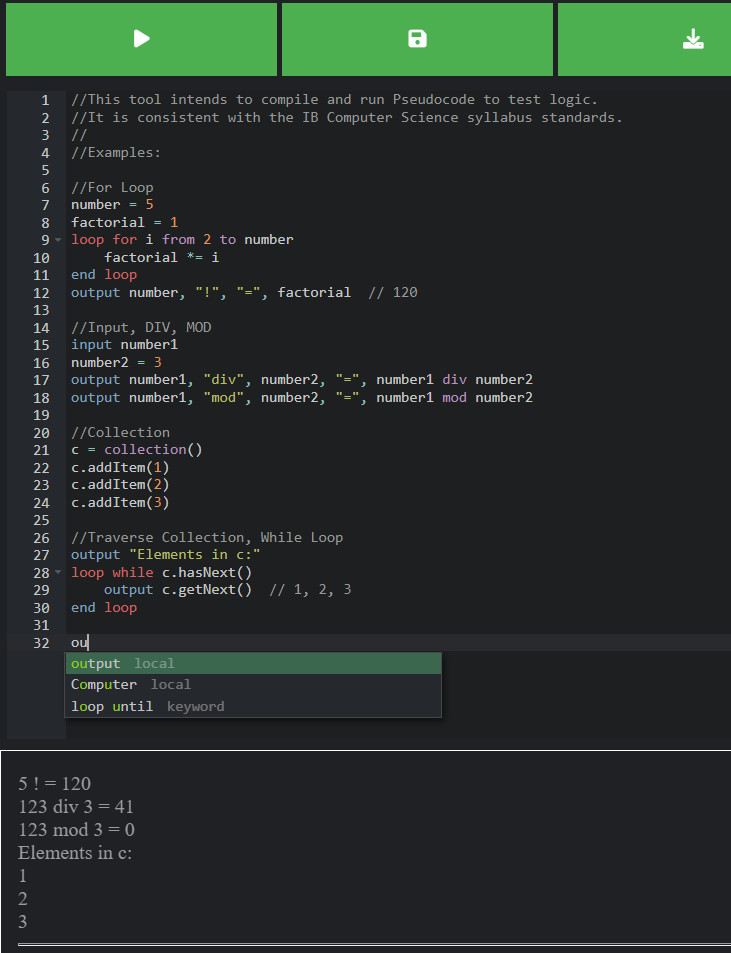 1 //This tool intends to compile and run Pseudocode to test logic.
2 //It is consistent with the IB Computer Science syllabus standards.
3 //
4 //Examples:
5
6 //For Loop
7 number = 5
8 factorial = 1
9 loop for i from 2 to number
10     factorial *= i
11 end loop
12 output number, "!", "=", factorial  // 120
13
14 //Input, DIV, MOD
15 input number1
16 number2 = 3
17 output number1, "div", number2, "=", number1 div number2
18 output number1, "mod", number2, "=", number1 mod number2
19
20 //Collection
21 c = collection()
22 c.addItem(1)
23 c.addItem(2)
24 c.addItem(3)
25
26 //Traverse Collection, While Loop
27 output "Elements in c:"
28 loop while c.hasNext()
29     output c.getNext()  // 1, 2, 3
30 end loop
31
32 ou
output local
Computer local
loop until keyword
5 ! = 120
123 div 3 = 41
123 mod 3 = 0
Elements in c:
1
2
3